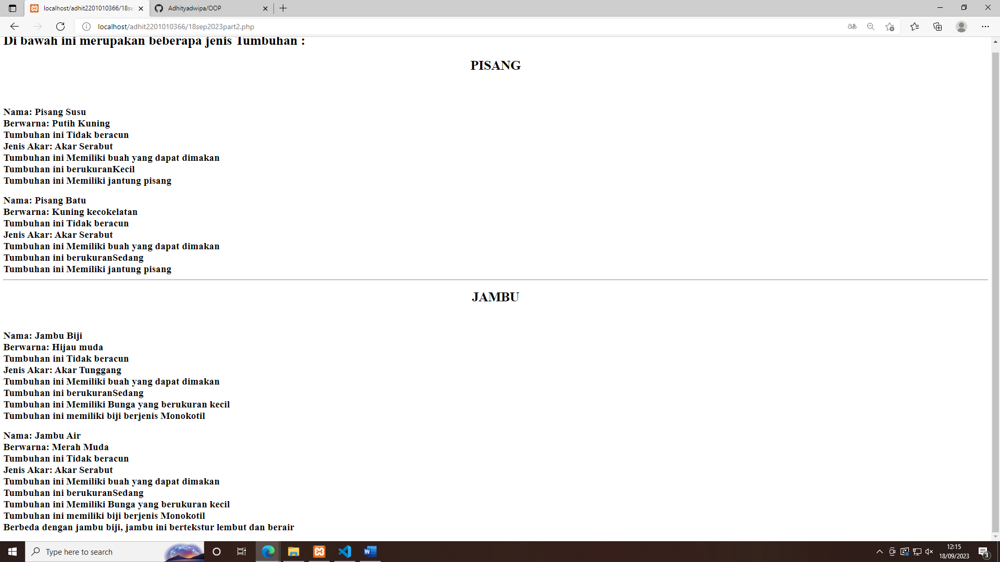 localhost/adhit2201010366/18se
Adhityadwipa/OOP
localhost/adhit2201010366/18sep2023part2.php
Di bawah ini merupakan beberapa jenis Tumbuhan :
PISANG
Nama: Pisang Susu
Berwarna: Putih Kuning
Tumbuhan ini Tidak beracun
Jenis Akar: Akar Serabut
Tumbuhan ini Memiliki buah yang dapat dimakan
Tumbuhan ini berukuranKecil
Tumbuhan ini Memiliki jantung pisang
Nama: Pisang Batu
Berwarna: Kuning kecokelatan
Tumbuhan ini Tidak beracun
Jenis Akar: Akar Serabut
Tumbuhan ini Memiliki buah yang dapat dimakan
Tumbuhan ini berukuranSedang
Tumbuhan ini Memiliki jantung pisang
JAMBU
Nama: Jambu Biji
Berwarna: Hijau muda
Tumbuhan ini Tidak beracun
Jenis Akar: Akar Tunggang
Tumbuhan ini Memiliki buah yang dapat dimakan
Tumbuhan ini berukuranSedang
Tumbuhan ini Memiliki Bunga yang berukuran kecil
Tumbuhan ini memiliki biji berjenis Monokotil
Nama: Jambu Air
Berwarna: Merah Muda
Tumbuhan ini Tidak beracun
Jenis Akar: Akar Serabut
Tumbuhan ini Memiliki buah yang dapat dimakan
Tumbuhan ini berukuranSedang
Tumbuhan ini Memiliki Bunga yang berukuran kecil
Tumbuhan ini memiliki biji berjenis Monokotil
Berbeda dengan jambu biji, jambu ini bertekstur lembut dan berair
Type here to search
12:15
18/09/2023
3